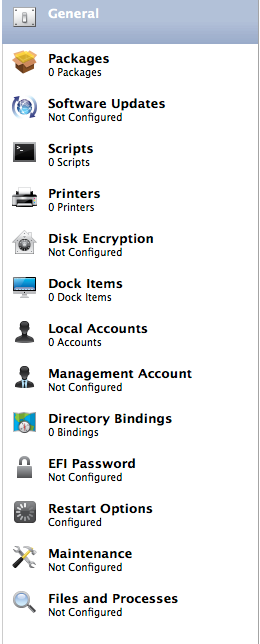 General
Packages
0 Packages
Software Updates
Not Configured
Scripts
0 Scripts
Printers
0 Printers
Disk Encryption
Not Configured
Dock Items
0 Dock Items
Local Accounts
0 Accounts
Management Account
Not Configured
Directory Bindings
0 Bindings
EFI Password
Not Configured
Restart Options
Configured
Maintenance
Not Configured
Files and Processes
Not Configured